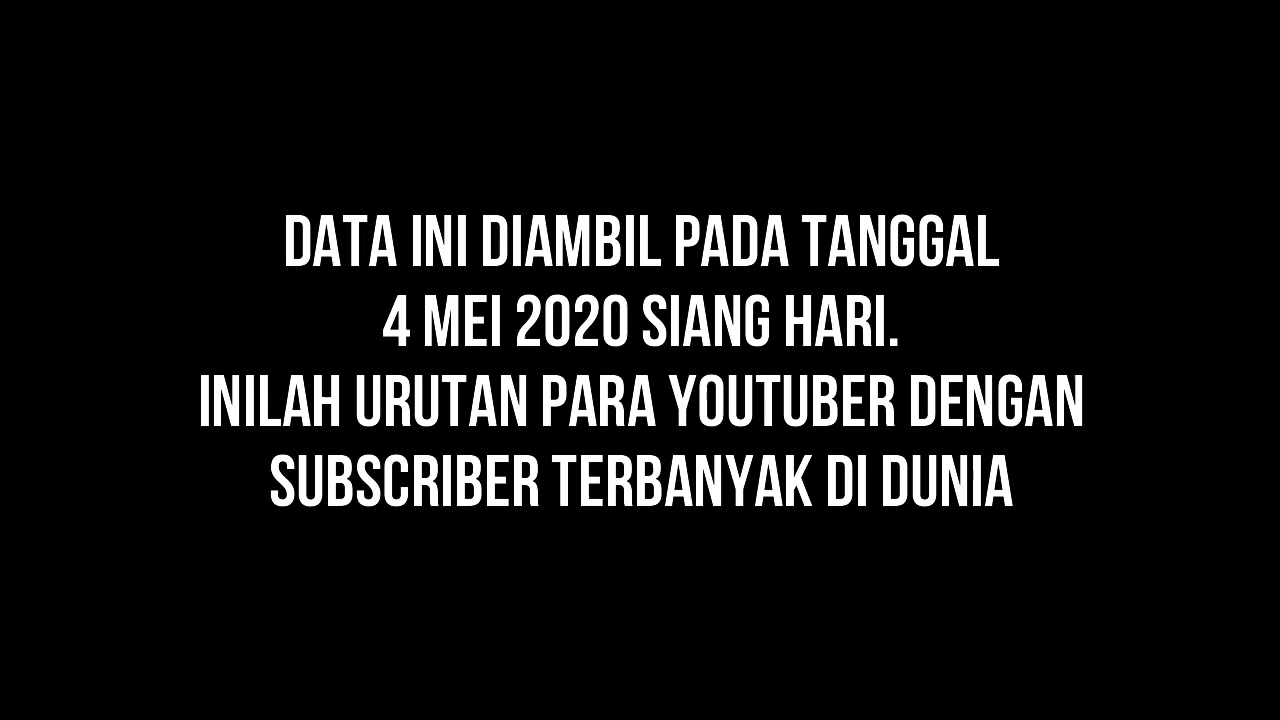 DATA INI DIAMBIL PADA TANGGAL
4 MEI 2020 SIANG HARI.
INILAH URUTAN PARA YOUTUBER DENGAN
SUBSCRIBER TERBANYAK DI DUNIA